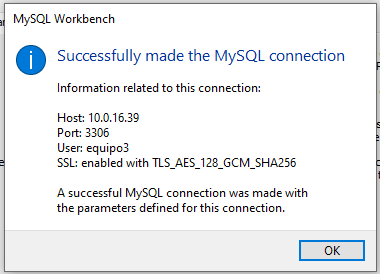 MySQL Workbench
Successfully made the MySQL connection
Information related to this connection:
Host: 10.0.16.39
Port: 3306
User: equipo3
SSL: enabled with TLS_AES_128_GCM_SHA256
A successful MySQL connection was made with
the parameters defined for this connection.
OK